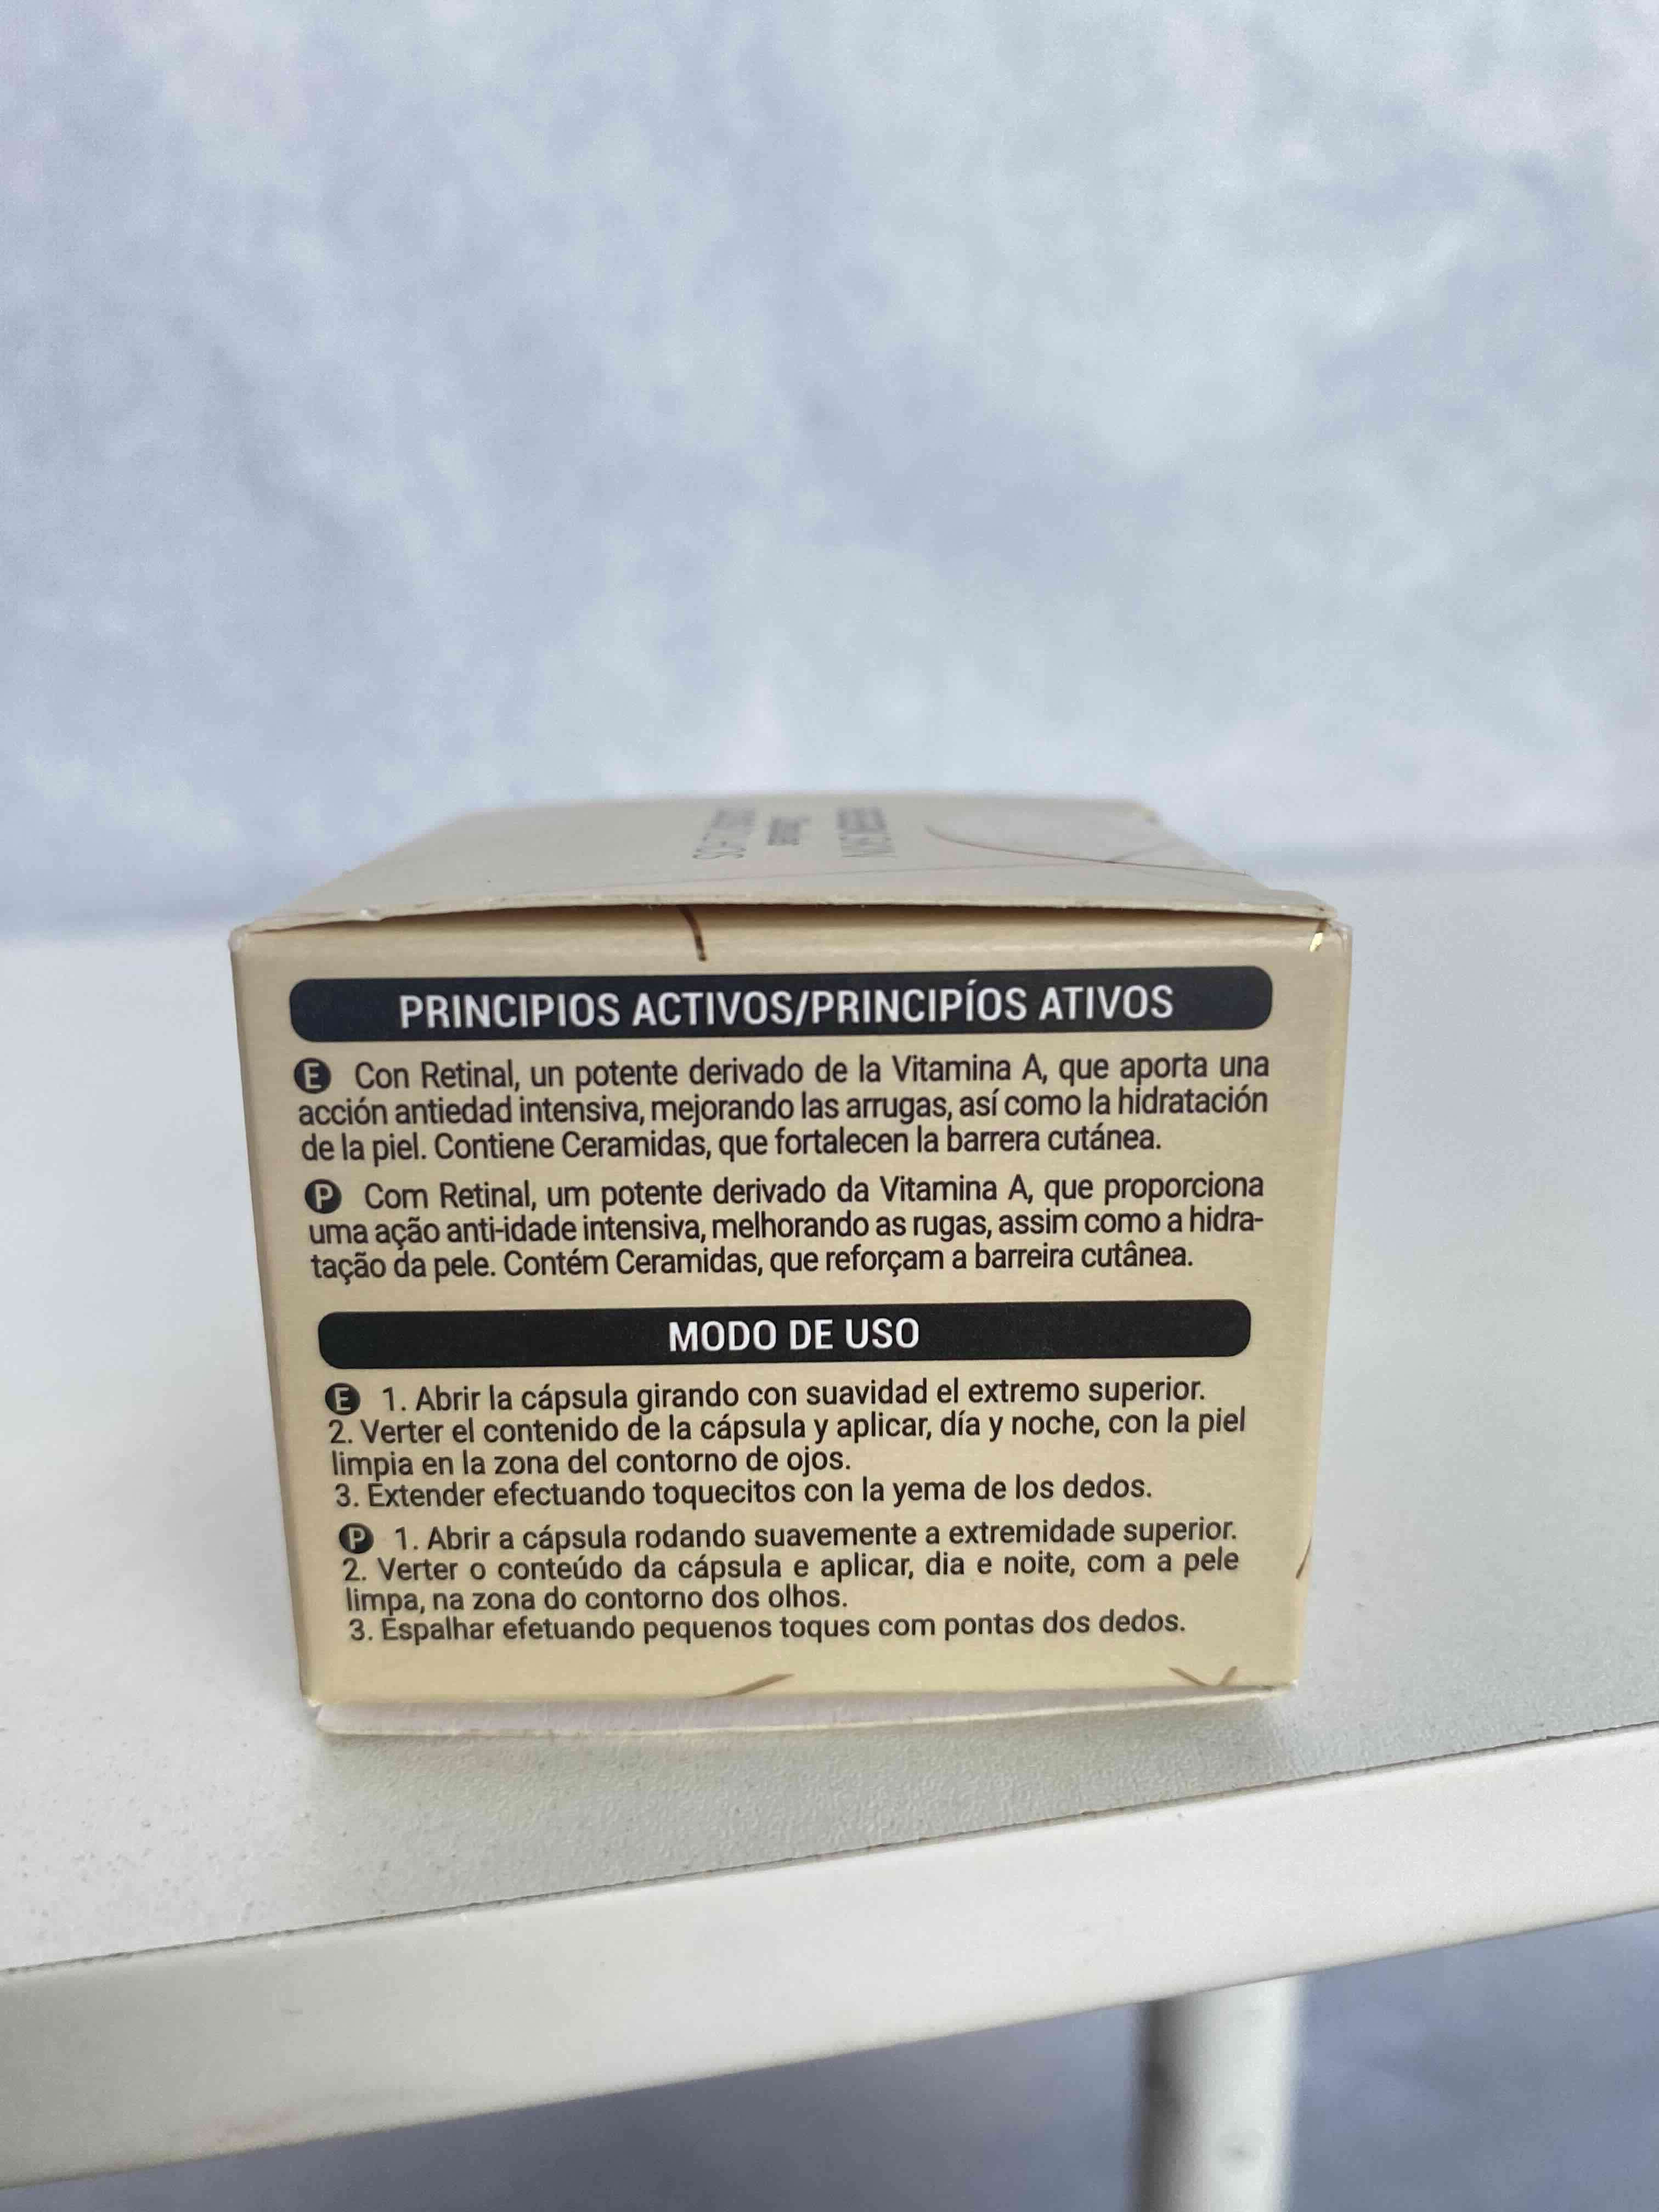 PRINCIPIOS ACTIVOS/PRINCIPÍOS ATIVOS
E Con Retinal, un potente derivado de la Vitamina A, que aporta una
acción antiedad intensiva, mejorando las arrugas, así como la hidratación
de la piel. Contiene Ceramidas, que fortalecen la barrera cutánea.
P Com Retinal, um potente derivado da Vitamina A, que proporciona
uma ação anti-idade intensiva, melhorando as rugas, assim como a hidra-
tação da pele. Contém Ceramidas, que reforçam a barreira cutânea.
MODO DE USO
E 1. Abrir la cápsula girando con suavidad el extremo superior.
2. Verter el contenido de la cápsula y aplicar, día y noche, con la piel
limpia en la zona del contorno de ojos.
3. Extender efectuando toquecitos con la yema de los dedos.
P 1. Abrir a cápsula rodando suavemente a extremidade superior.
2. Verter o conteúdo da cápsula e aplicar, dia e noite, com a pele
limpa, na zona do contorno dos olhos.
3. Espalhar efetuando pequenos toques com pontas dos dedos.